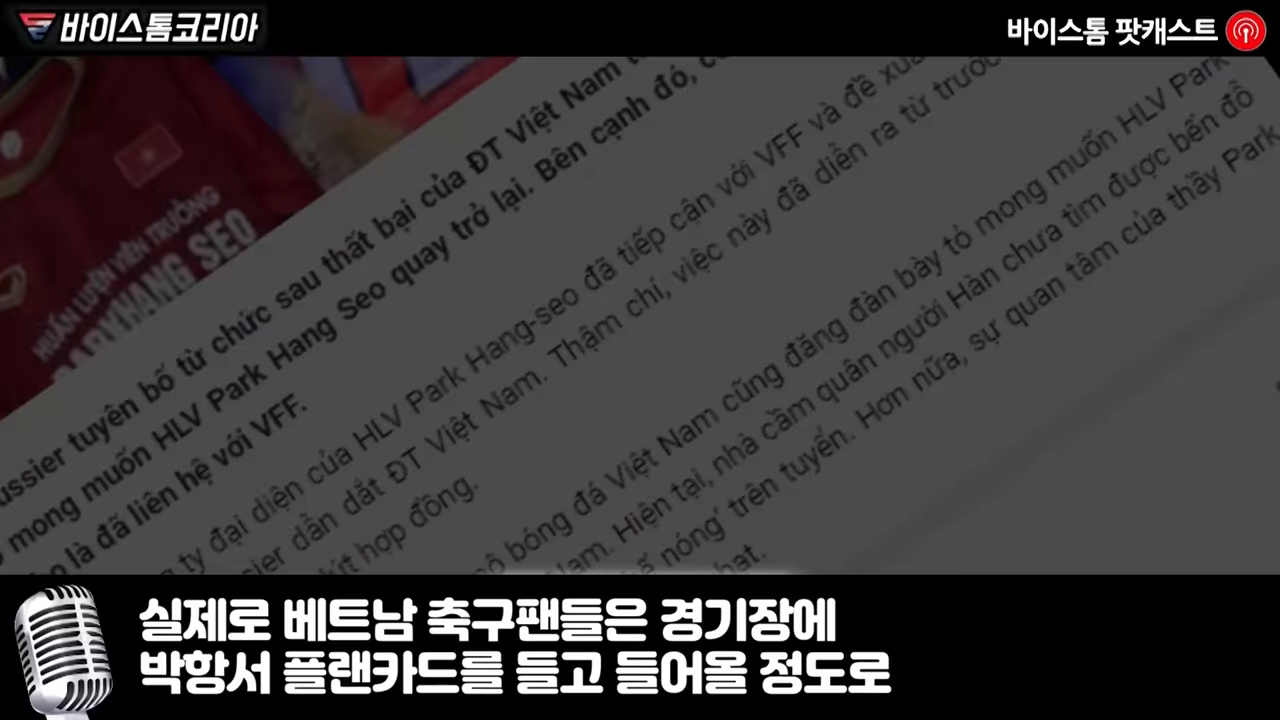 바이스톰코리아
바이스톰 팟캐스트
HUẤN LUYỆN VIÊN TRƯỞNG
HANG SEO
tuyên bố từ chức sau thất bại của ĐT Việt Nam
mong muốn HLV Park Hang Seo quay trở lại. Bên cạnh đó,
là đã liên hệ với VFF.
ty đại diện của HLV Park Hang-seo đã tiếp cận với VFF và đề
dẫn dắt ĐT Việt Nam. Thậm chí, việc này đã diễn ra từ trước
hợp đồng.
bóng đá Việt Nam cũng đăng đàn bày tỏ mong muốn HLV Park
Hiện tại, nhà cầm quân người Hàn chưa tìm được bến đỗ
nóng' trên tuyển. Hơn nữa, sự quan tâm của thầy Park
실제로 베트남 축구팬들은 경기장에
박항서 플랜카드를 들고 들어올 정도로